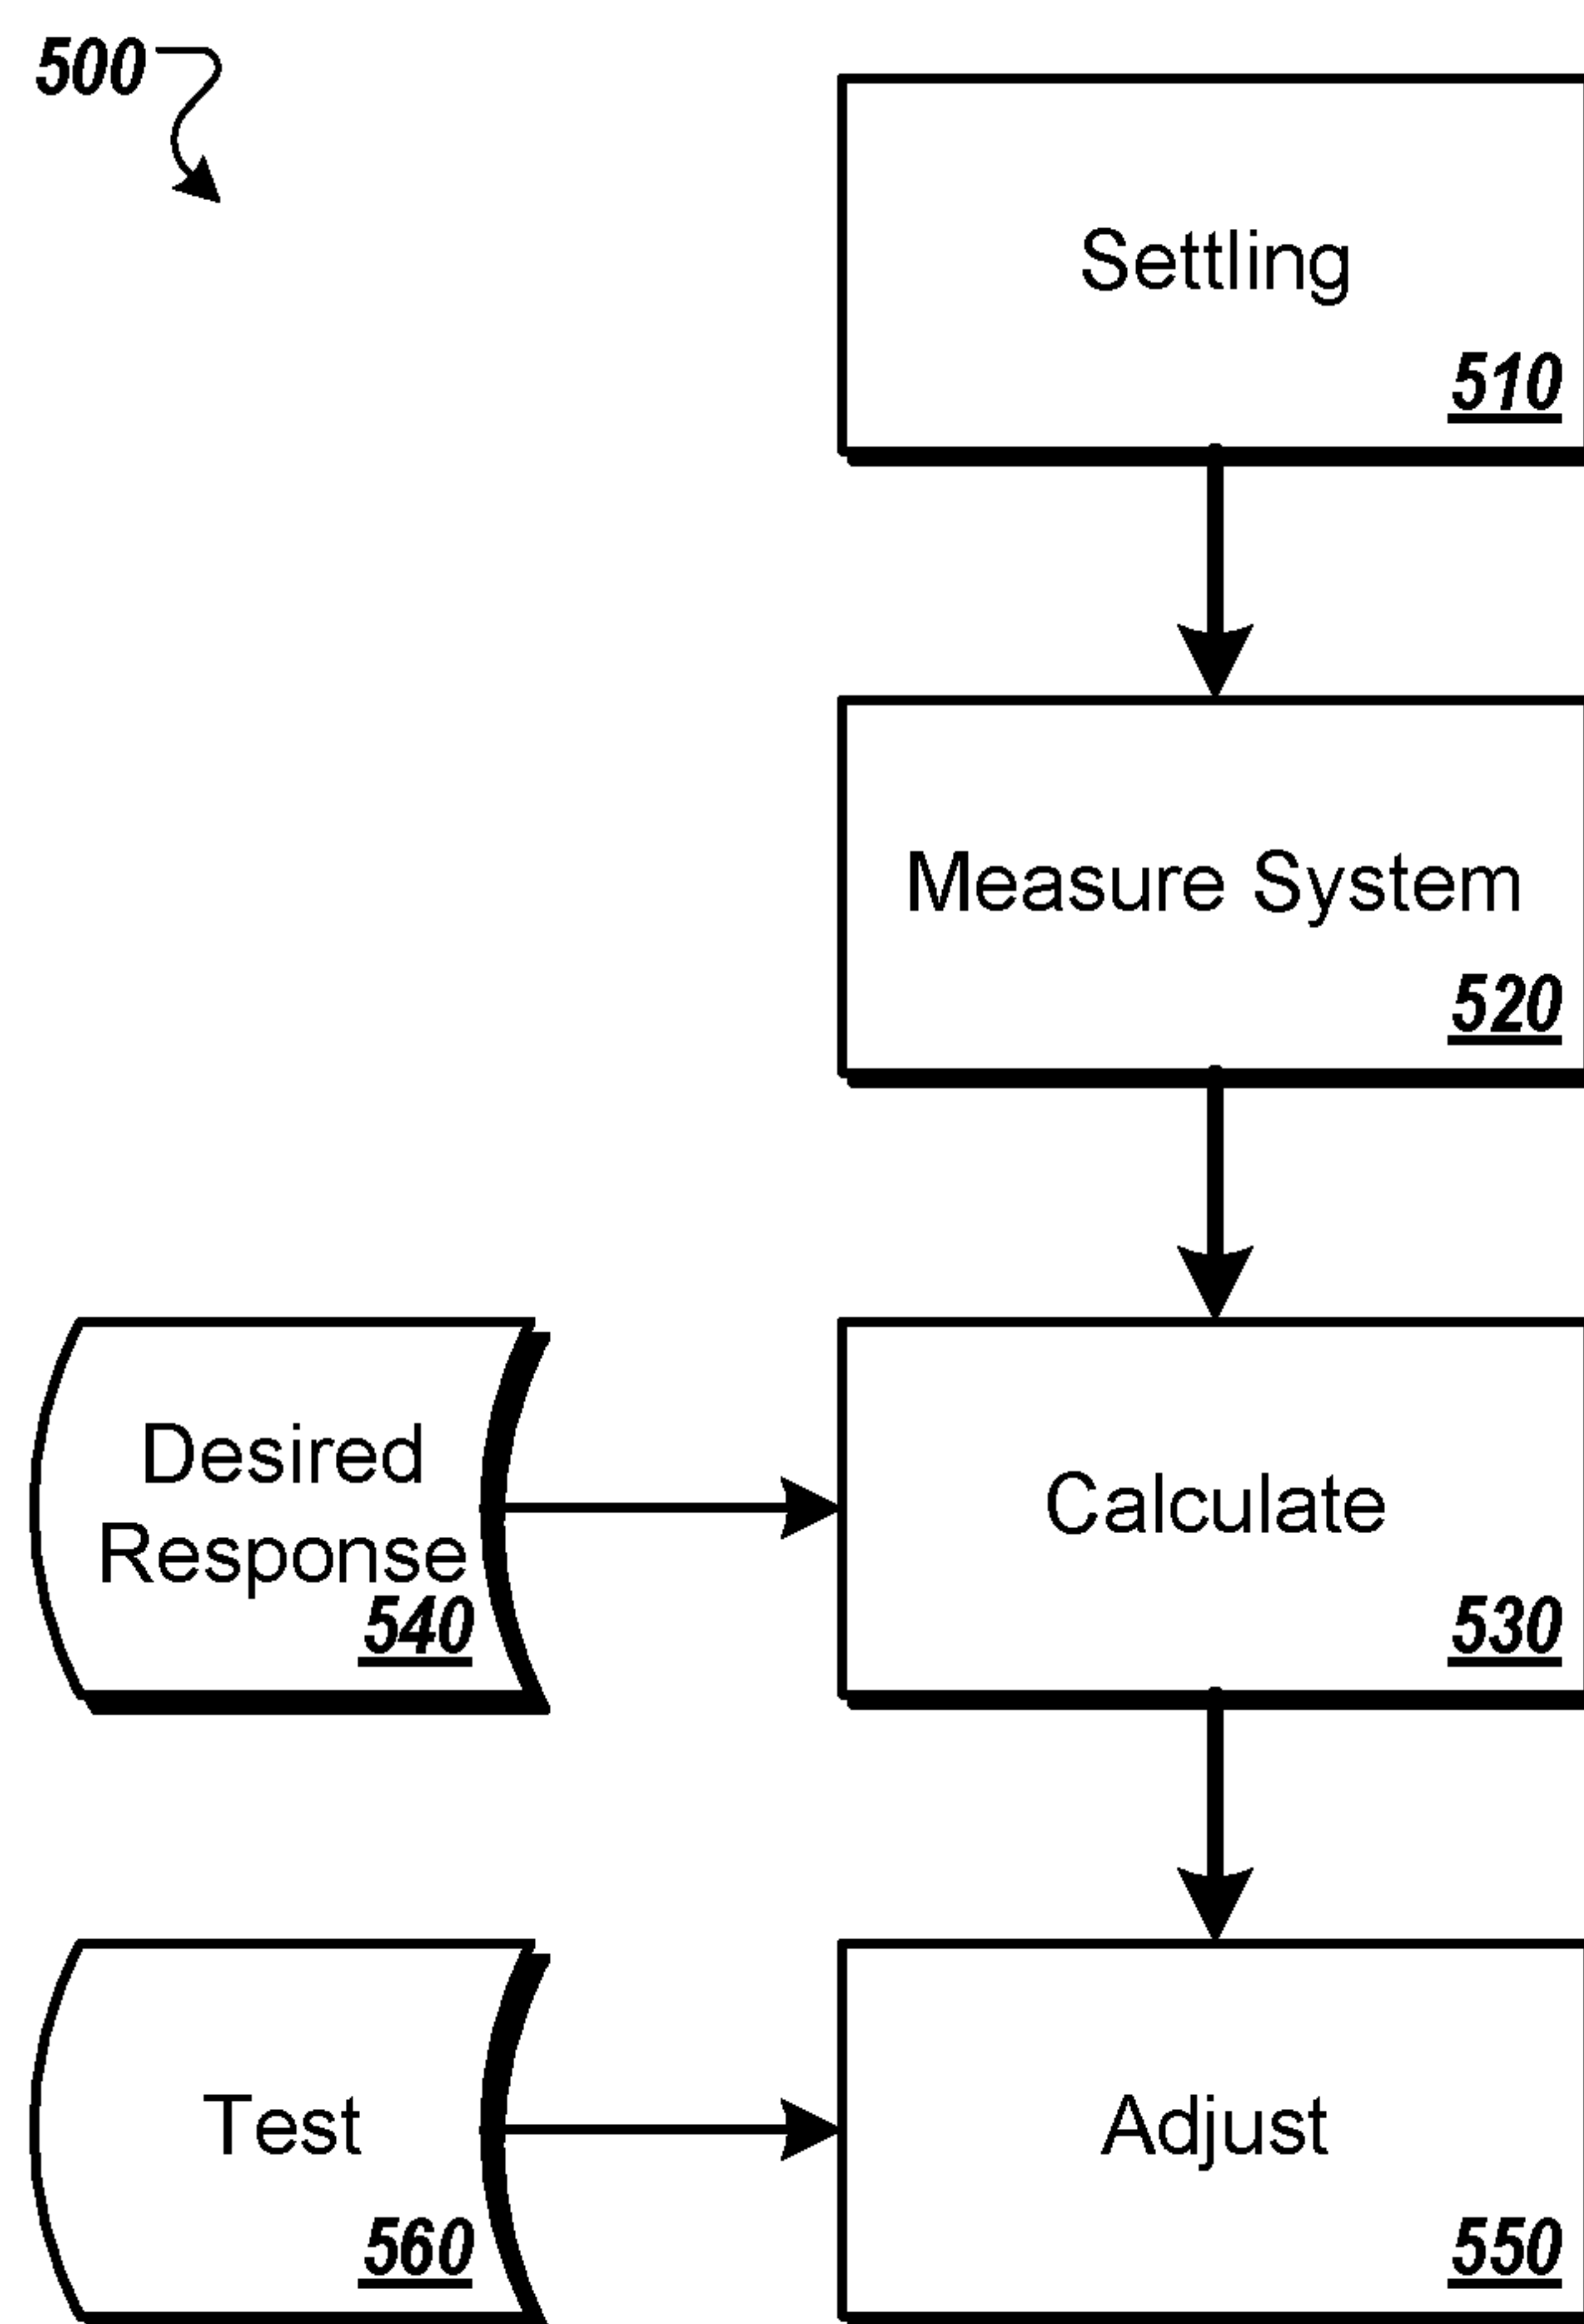 500
Settling
510
Measure System
520
Desired
Response
540
Calculate
530
Test
560
Adjust
550